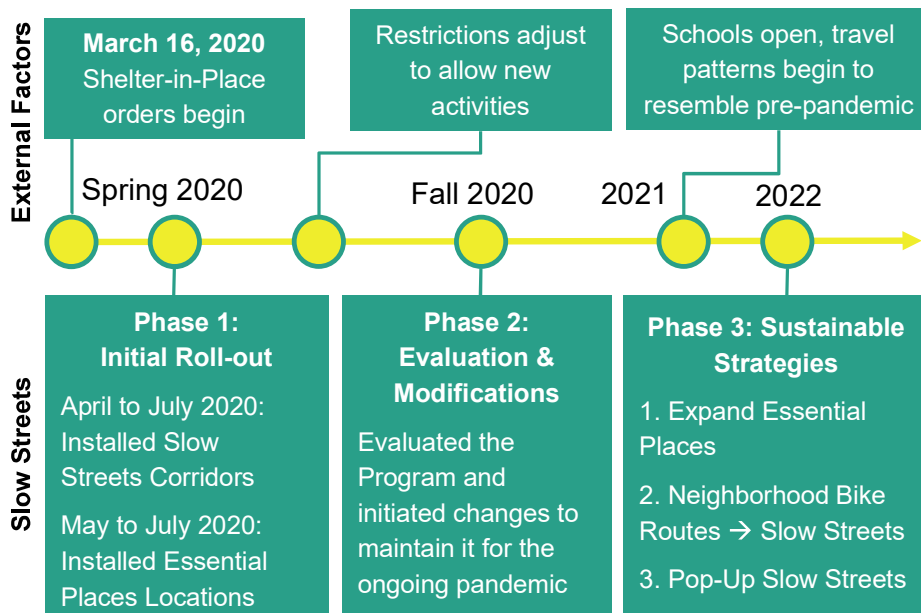 External Factors
March 16, 2020
Shelter-in-Place
orders begin
Restrictions adjust
to allow new
activities
Schools open, travel
patterns begin to
resemble pre-pandemic
Spring 2020
Fall 2020
2021
2022
Slow Streets
Phase 1:
Initial Roll-out
April to July 2020:
Installed Slow
Streets Corridors
May to July 2020:
Installed Essential
Places Locations
Phase 2:
Evaluation &
Modifications
Evaluated the
Program and
initiated changes to
maintain it for the
ongoing pandemic
Phase 3: Sustainable
Strategies
1. Expand Essential
Places
2. Neighborhood Bike
Routes → Slow Streets
3. Pop-Up Slow Streets